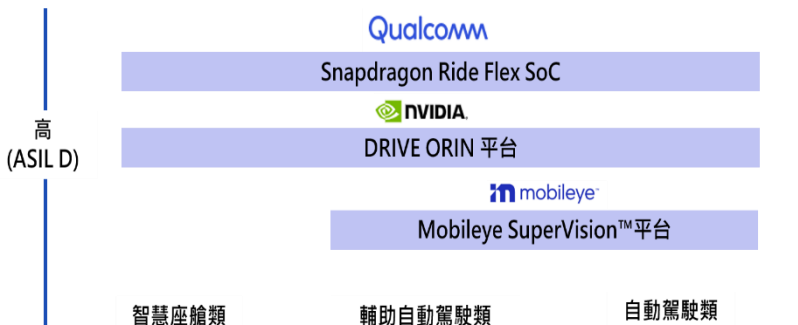 Qualcomm
Snapdragon Ride Flex SoC
NVIDIA.
DRIVE ORIN 平台
高
(ASIL D)
mobileye™
Mobileye SuperVision™平台
智慧座艙類
輔助自動駕駛類
自動駕駛類